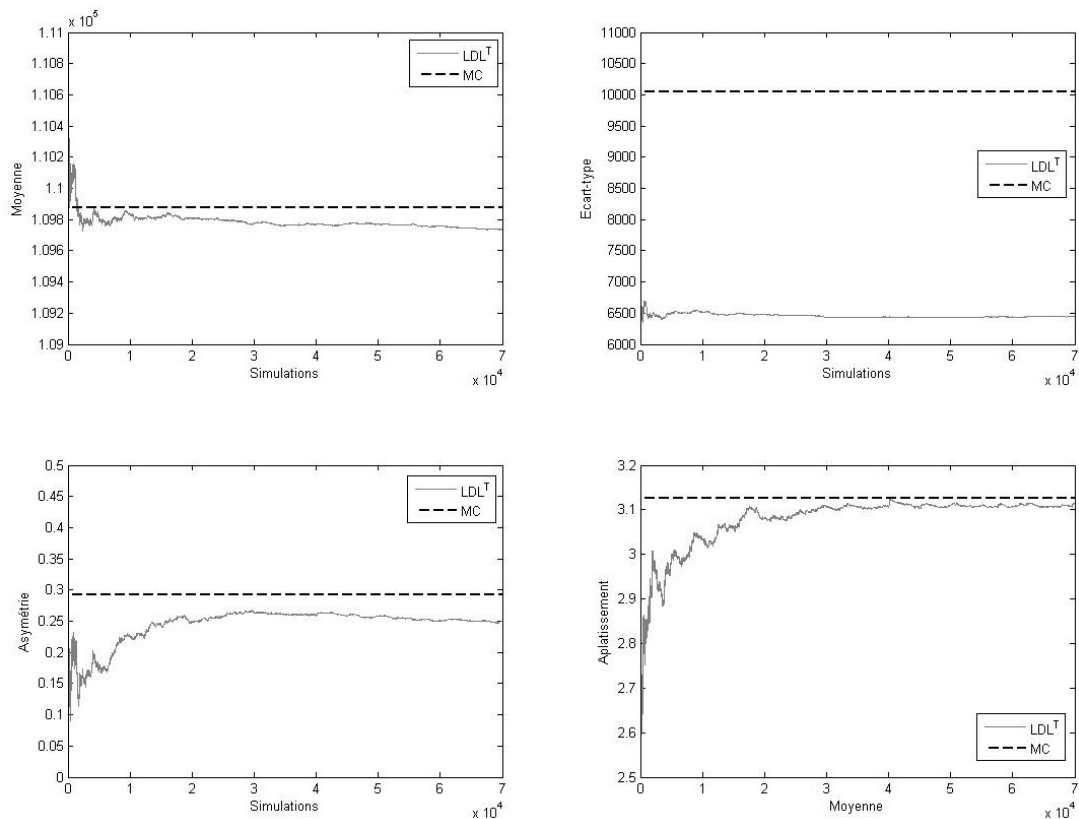 x 10^5
1.111
1.108
1.106
1.104
1.102
1.1
1.098
1.096
1.094
1.092
1.09
Moyenne
LDL^T
MC
0 1 2 3 4 5 6 7
Simulations
x 10^4
11000
10500
10000
9500
9000
8500
8000
7500
7000
6500
6000
Ecart-type
LDL^T
MC
0 1 2 3 4 5 6 7
Simulations
x 10^4
0.5
0.45
0.4
0.35
0.3
0.25
0.2
0.15
0.1
0.05
0
Asymétrie
LDL^T
MC
0 1 2 3 4 5 6 7
Simulations
x 10^4
3.2
3.1
3
2.9
2.8
2.7
2.6
2.5
Aplatissement
LDL^T
MC
0 1 2 3 4 5 6 7
Moyenne
x 10^4